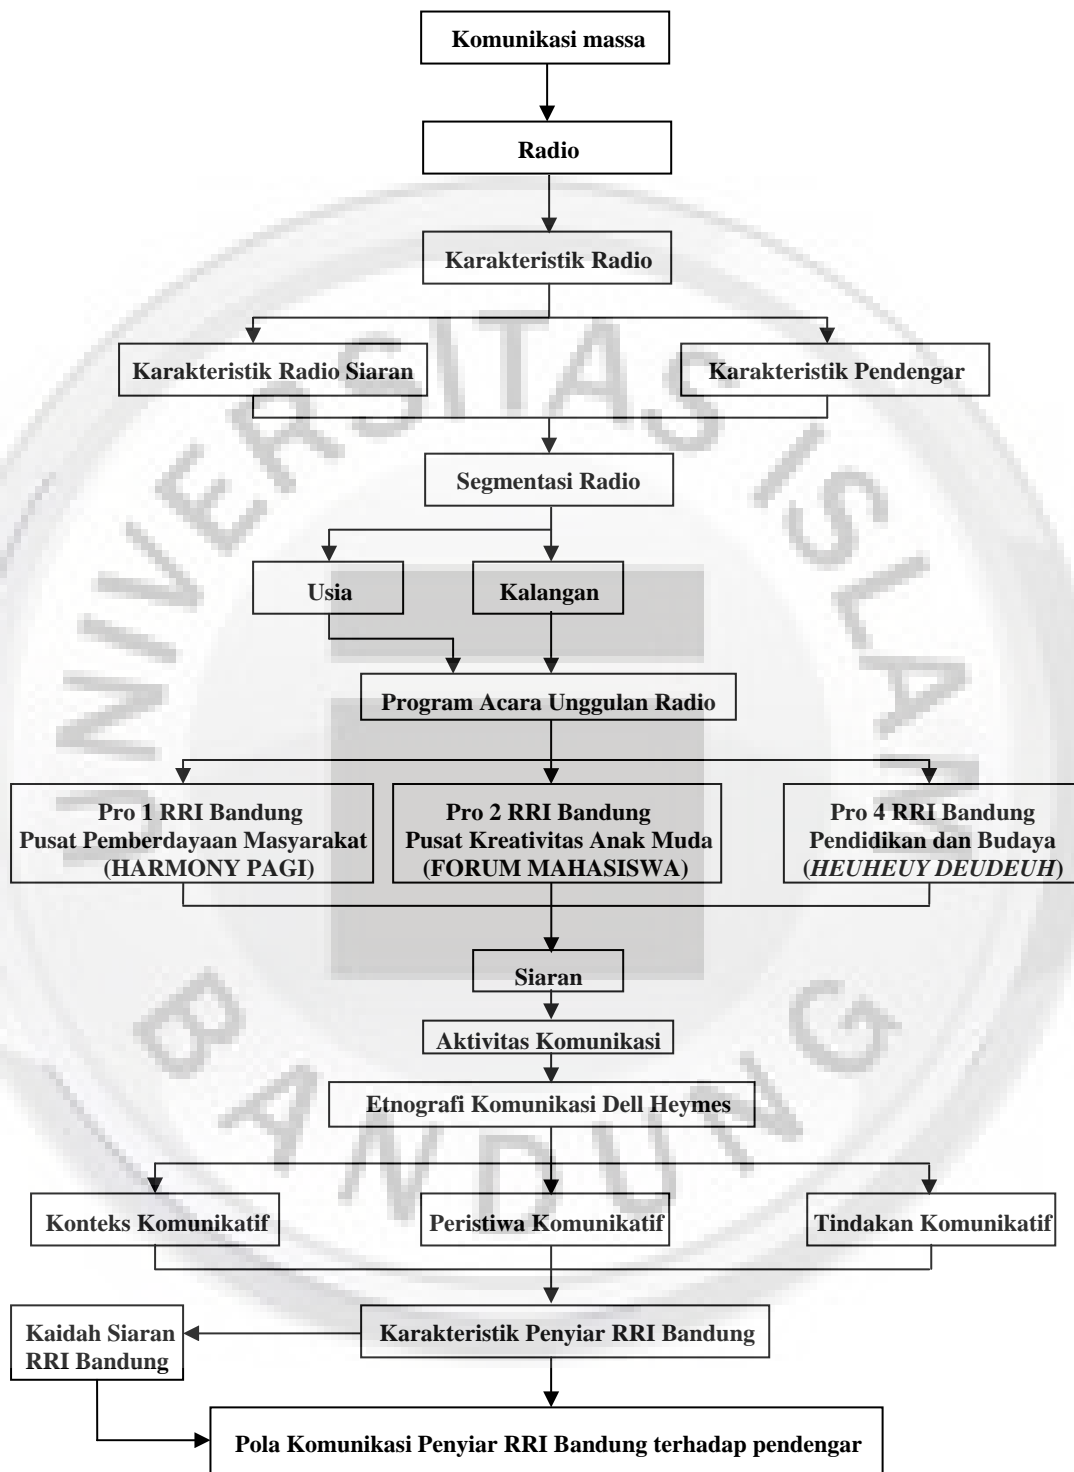 Komunikasi massa
Radio
Karakteristik Radio
Karakteristik Radio Siaran
Karakteristik Pendengar
Segmentasi Radio
Usia
Kalangan
Program Acara Unggulan Radio
Pro 1 RRI Bandung
Pusat Pemberdayaan Masyarakat
(HARMONY PAGI)
Pro 2 RRI Bandung
Pusat Kreativitas Anak Muda
(FORUM MAHASISWA)
Pro 4 RRI Bandung
Pendidikan dan Budaya
(HEUHEUY DEUDEUH)
Siaran
Aktivitas Komunikasi
Etnografi Komunikasi Dell Heymes
Konteks Komunikatif
Peristiwa Komunikatif
Tindakan Komunikatif
Kaidah Siaran
RRI Bandung
Karakteristik Penyiar RRI Bandung
Pola Komunikasi Penyiar RRI Bandung terhadap pendengar
UNIVERSITAS ISLAM
BANDUNG